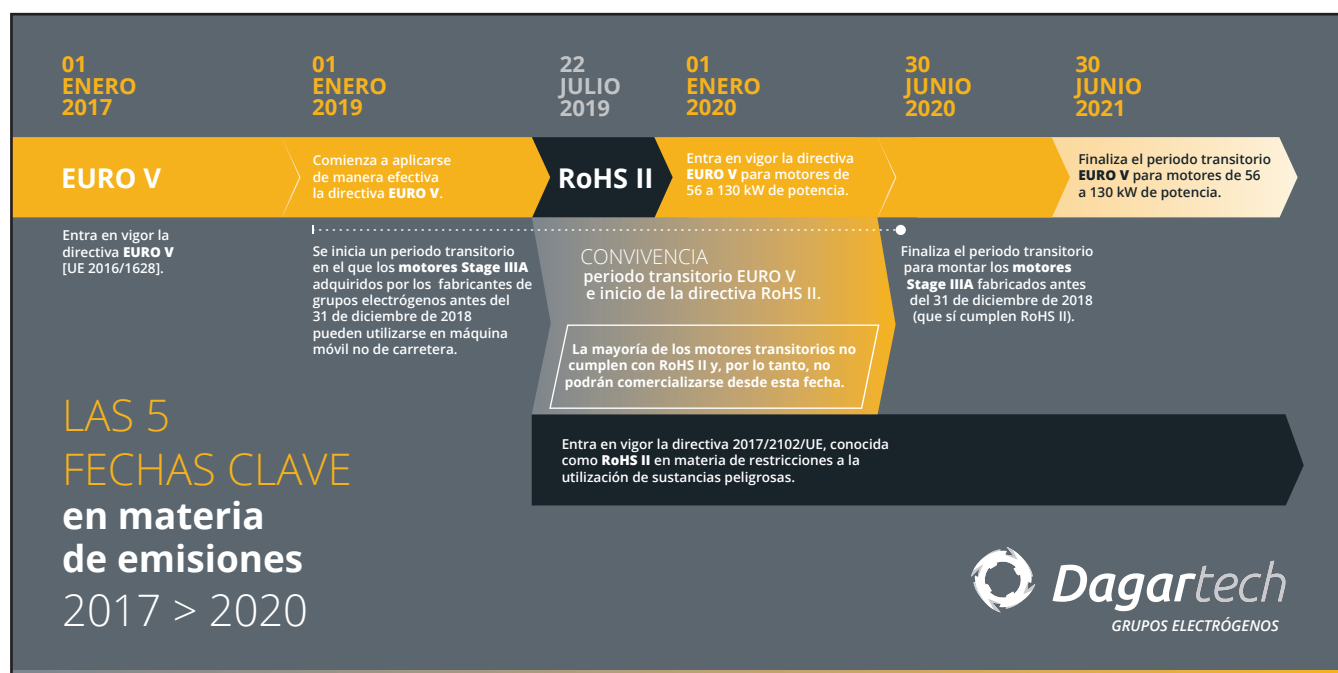 01
ENERO
2017
01
ENERO
2019
22
JULIO
2019
01
ENERO
2020
30
JUNIO
2020
30
JUNIO
2021
EURO V
Comienza a aplicarse
de manera efectiva
la directiva EURO V.
RoHS II
Entra en vigor la directiva
EURO V para motores de
56 a 130 kW de potencia.
Finaliza el periodo transitorio
EURO V para motores de 56
a 130 kW de potencia.
Entra en vigor la
directiva EURO V
[UE 2016/1628].
Se inicia un periodo transitorio
en el que los motores Stage IIIA
adquiridos por los fabricantes de
grupos electrógenos antes del
31 de diciembre de 2018
pueden utilizarse en máquina
móvil no de carretera.
CONVIVENCIA
periodo transitorio EURO V
e inicio de la directiva RoHS II.
La mayoría de los motores transitorios no
cumplen con RoHS II y, por lo tanto, no
podrán comercializarse desde esta fecha.
Finaliza el periodo transitorio
para montar los motores
Stage IIIA fabricados antes
del 31 de diciembre de 2018
(que sí cumplen RoHS II).
Entra en vigor la directiva 2017/2102/UE, conocida
como RoHS II en materia de restricciones a la
utilización de sustancias peligrosas.
LAS 5
FECHAS CLAVE
en materia
de emisiones
2017 > 2020
Dagartech
GRUPOS ELECTRÓGENOS